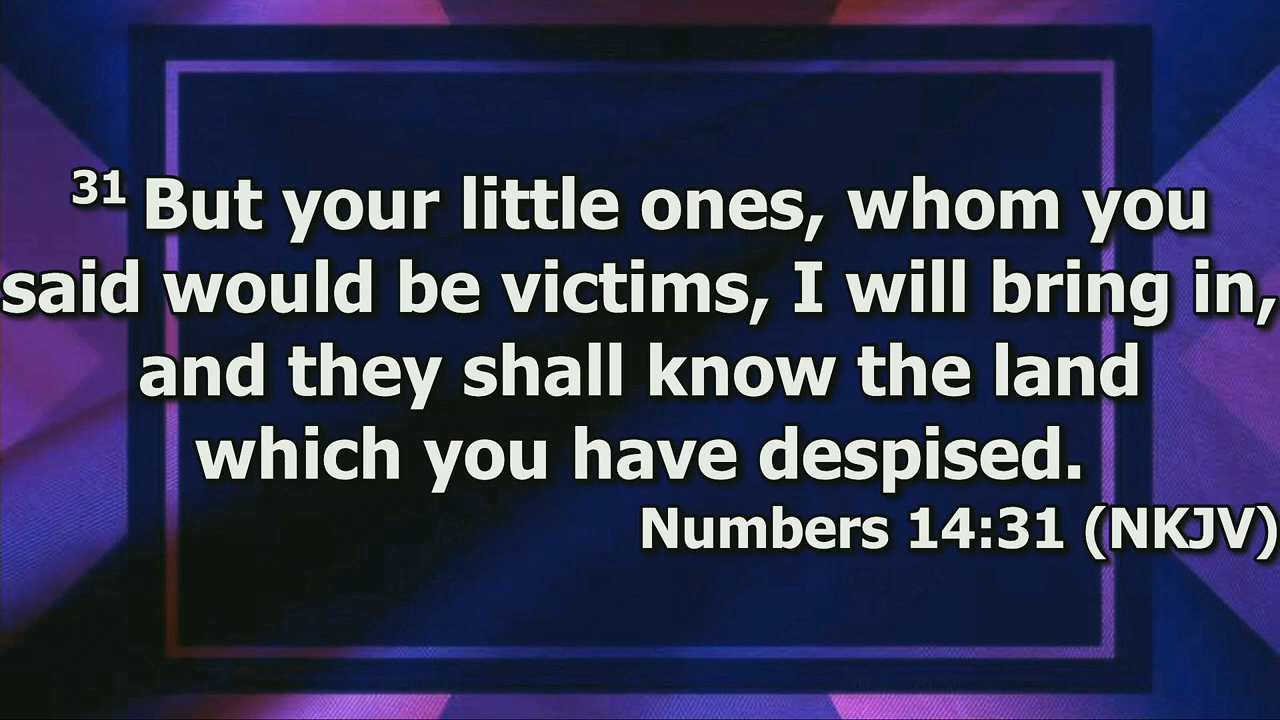 31 But your little ones, whom you
said would be victims, I will bring in,
and they shall know the land
which you have despised.
Numbers 14:31 (NKJV)